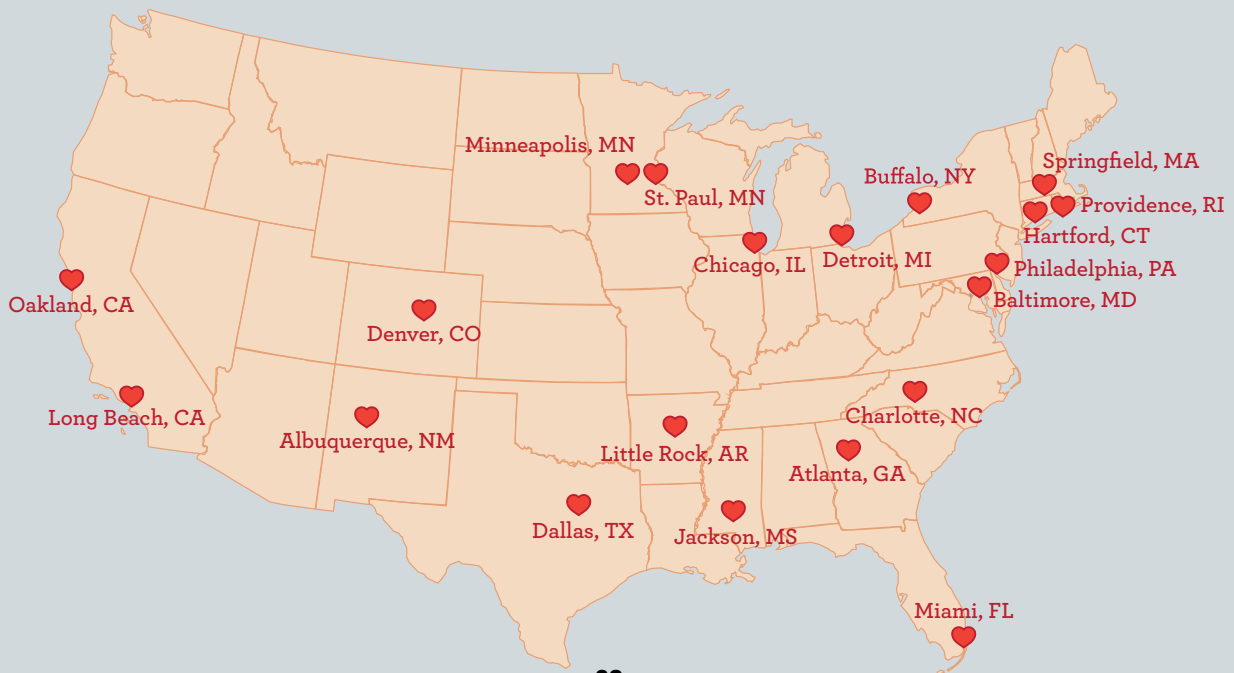 Minneapolis, MN
Springfield, MA
Buffalo, NY
St. Paul, MN
Providence, RI
Hartford, CT
Chicago, IL
Detroit, MI
Philadelphia, PA
Baltimore, MD
Oakland, CA
Denver, CO
Long Beach, CA
Charlotte, NC
Albuquerque, NM
Little Rock, AR
Atlanta, GA
Dallas, TX
Jackson, MS
Miami, FL